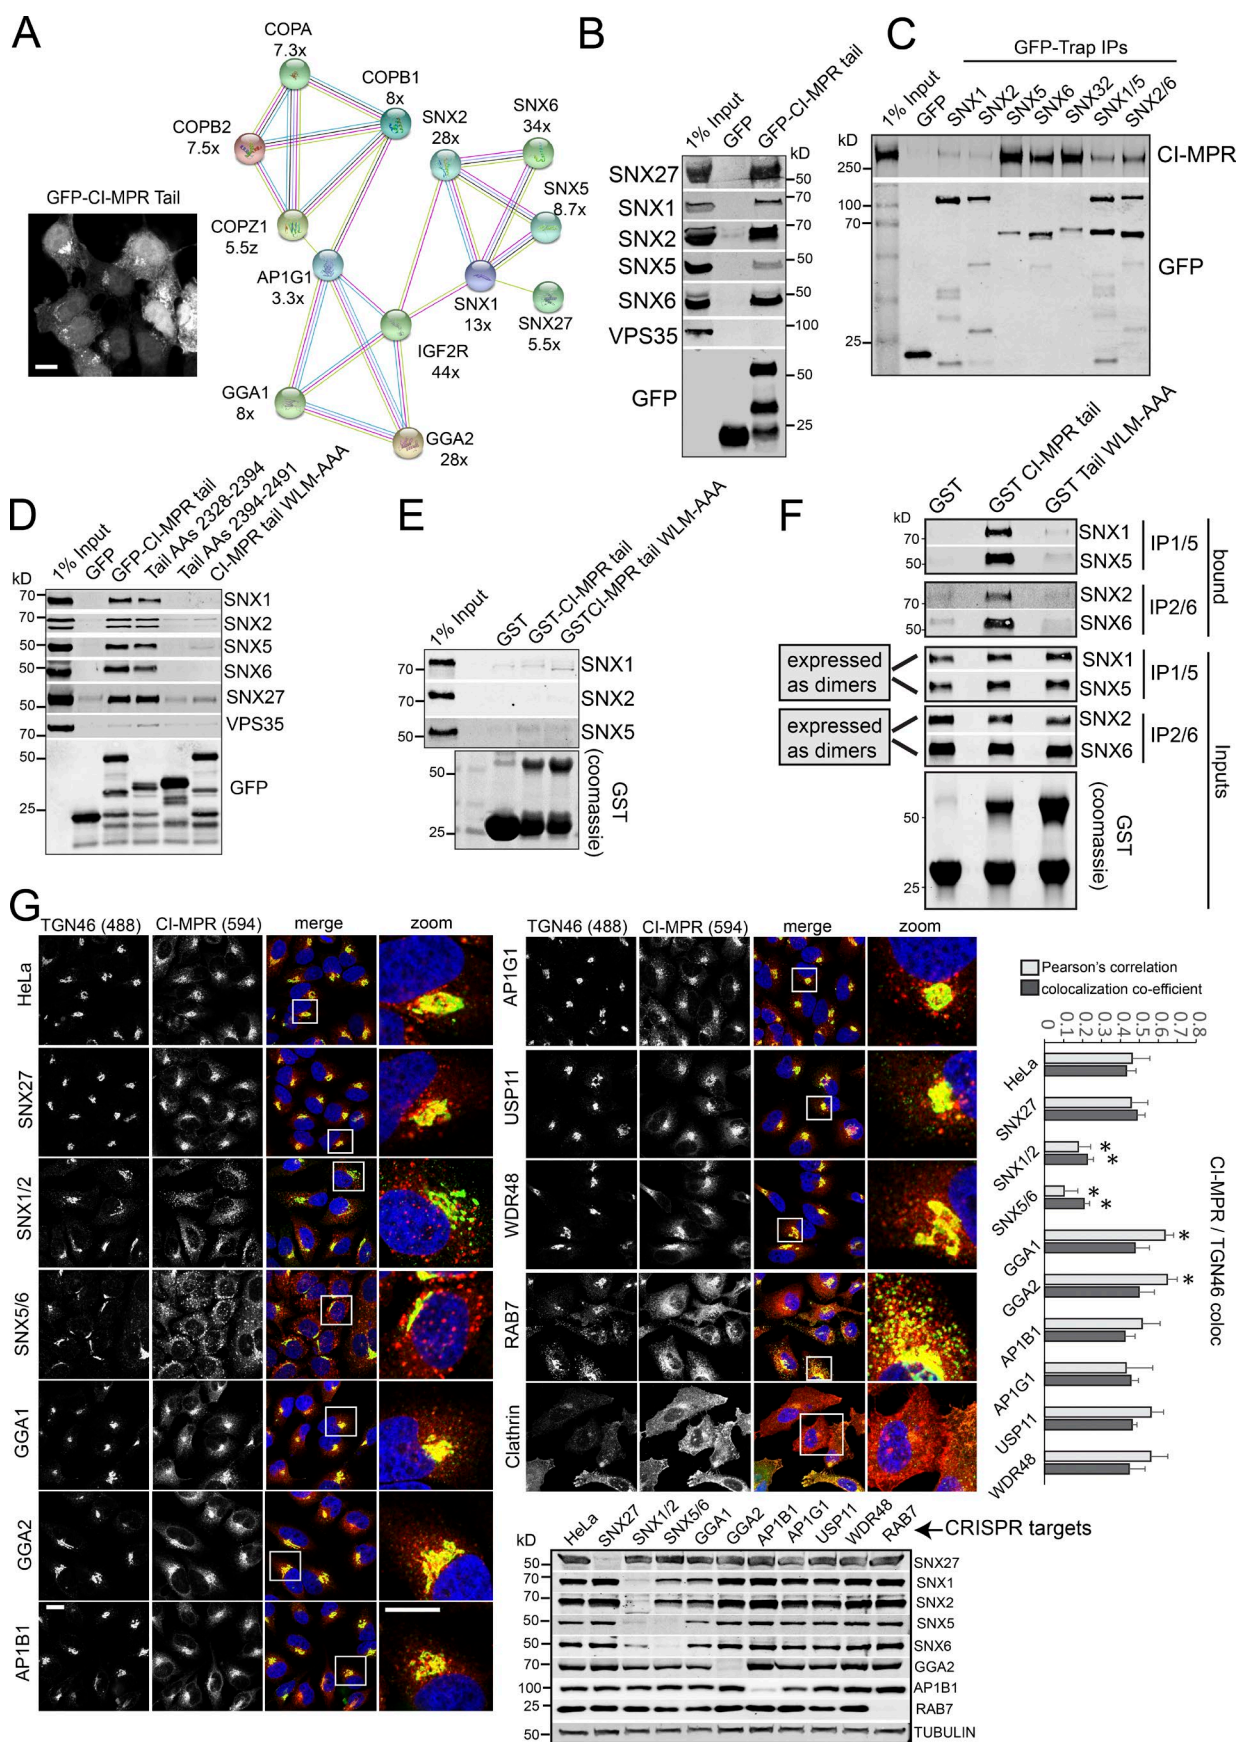 A
COPA
7.3x
COPB1
8x
COPB2
7.5x
COPZ1
5.5z
SNX2
28x
SNX6
34x
SNX5
8.7x
AP1G1
3.3x
SNX1
13x
SNX27
5.5x
IGF2R
44x
GGA1
8x
GGA2
28x
GFP-CI-MPR Tail
B
1% Input
GFP
GFP-CI-MPR tail
kD
SNX27
50
70
SNX1
70
SNX2
50
SNX5
50
SNX6
100
VPS35
50
GFP
25
C
GFP-Trap IPs
1% Input
GFP
SNX1
SNX2
SNX5
SNX6
SNX32
SNX1/5
SNX2/6
kD
250
CI-MPR
100
70
GFP
25
D
1% Input
GFP
GFP-CI-MPR tail
Tail AAs 2328-2394
Tail AAs 2394-2491
CI-MPR tail WLM-AAA
kD
70
SNX1
70
SNX2
50
SNX5
50
SNX6
50
SNX27
70
VPS35
50
GFP
25
E
1% Input
GST
GST-CI-MPR tail
GSTCI-MPR tail WLM-AAA
70
SNX1
70
SNX2
50
SNX5
50
25
GST
(coomassie)
F
GST
GST CI-MPR tail
GST Tail WLM-AAA
kD
70
SNX1
50
SNX5
IP1/5
70
SNX2
50
SNX6
IP2/6
bound
expressed
as dimers
SNX1
SNX5
IP1/5
expressed
as dimers
SNX2
SNX6
IP2/6
Inputs
50
25
GST
(coomassie)
G
TGN46 (488)
CI-MPR (594)
merge
zoom
HeLa
SNX27
SNX1/2
SNX5/6
GGA1
GGA2
AP1B1
TGN46 (488)
CI-MPR (594)
merge
zoom
AP1G1
USP11
WDR48
RAB7
Clathrin
Pearson's correlation
colocalization co-efficient
0
0.1
0.2
0.3
0.4
0.5
0.6
0.7
0.8
HeLa
SNX27
SNX1/2
*
*
SNX5/6
*
*
GGA1
*
GGA2
*
AP1B1
AP1G1
USP11
WDR48
CI-MPR / TGN46 coloc
HeLa
SNX27
SNX1/2
SNX5/6
GGA1
GGA2
AP1B1
AP1G1
USP11
WDR48
RAB7
CRISPR targets
kD
50
SNX27
70
SNX1
70
SNX2
50
SNX5
50
SNX6
70
GGA2
100
AP1B1
25
RAB7
50
TUBULIN